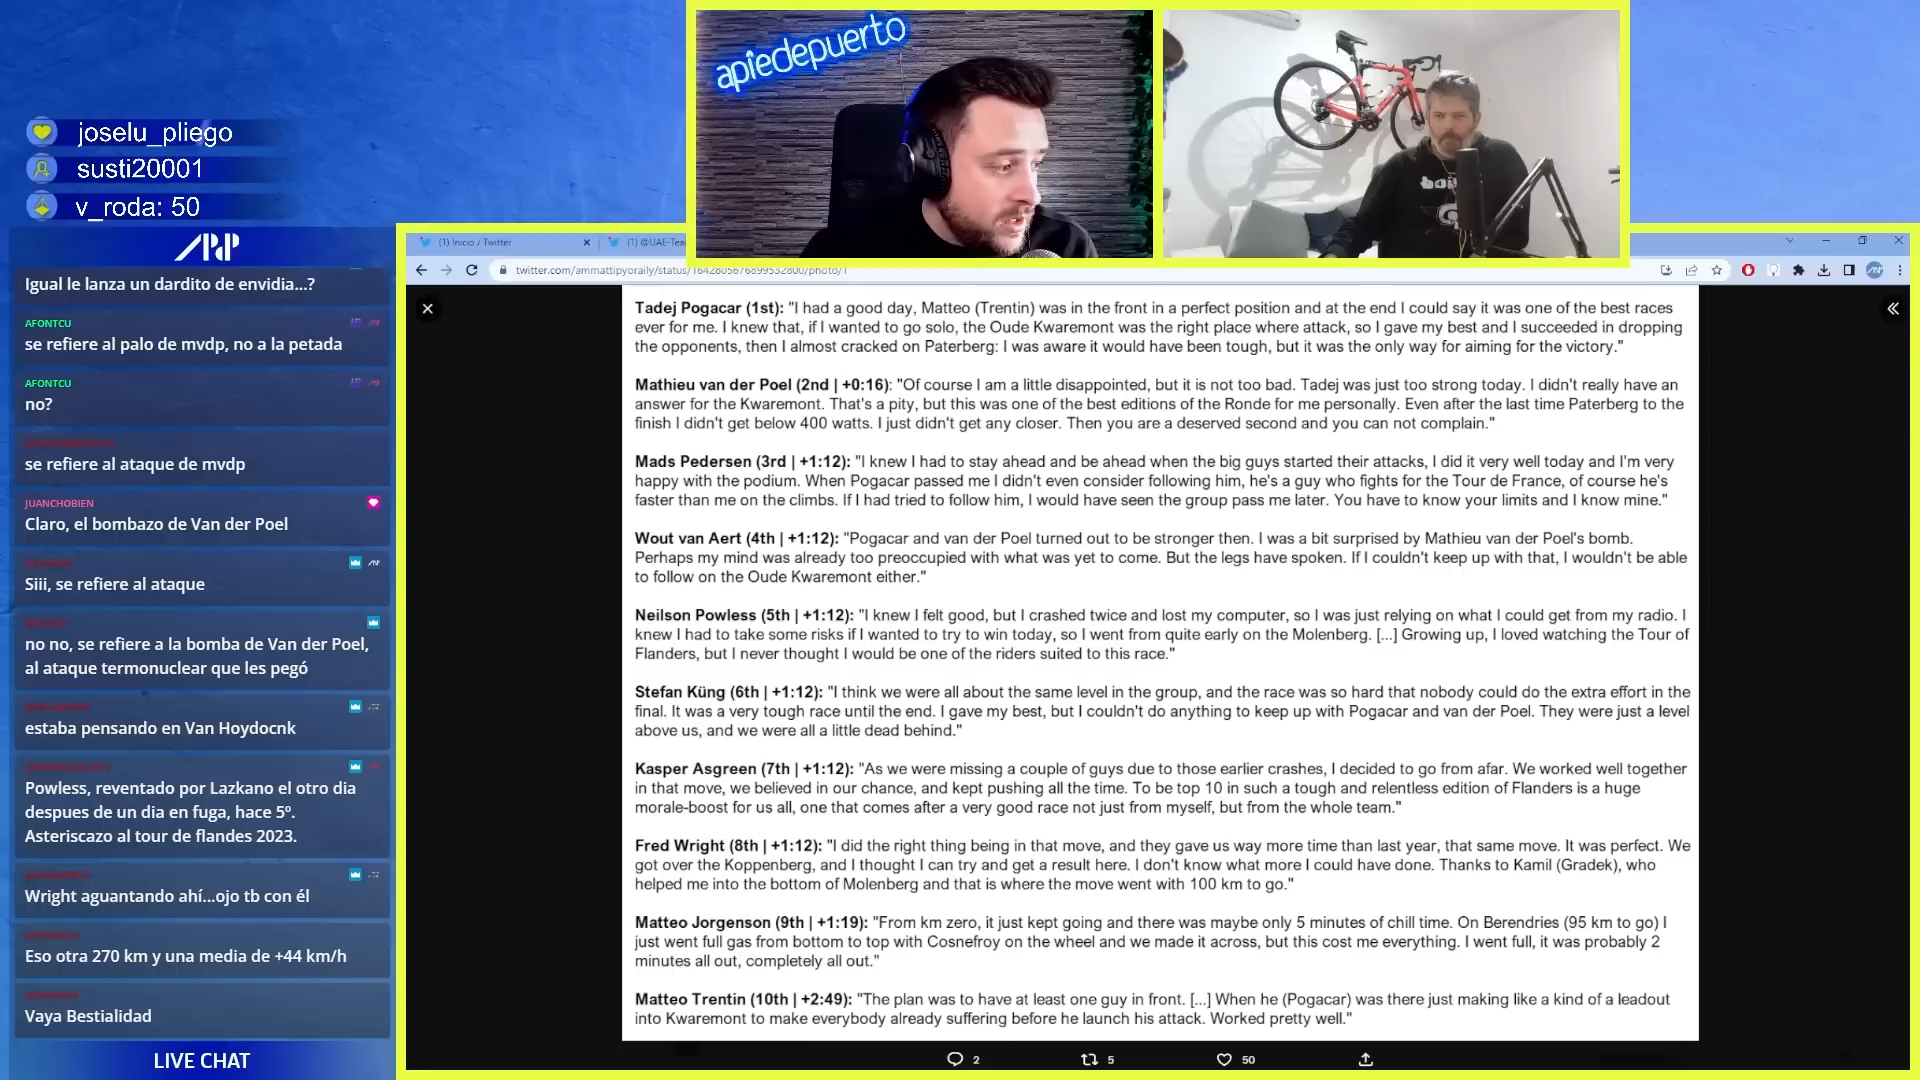 apiedepuerto
joselu_pliego
susti20001
v_roda: 50
Igual le lanza un dardito de envidia...?
AFONTCU
se refiere al palo de mvdp, no a la petada
AFONTCU
no?
se refiere al ataque de mvdp
JUANCHOBIEN
Claro, el bombazo de Van der Poel
Siii, se refiere al ataque
no no, se refiere a la bomba de Van der Poel,
al ataque termonuclear que les pegó
estaba pensando en Van Hoydocnk
Powless, reventado por Lazkano el otro dia
despues de un dia en fuga, hace 5º.
Asteriscazo al tour de flandes 2023.
Wright aguantando ahí...ojo tb con él
Eso otra 270 km y una media de +44 km/h
Vaya Bestialidad
LIVE CHAT
(1) Inicio / Twitter
(1) @UAE-Tea
twitter.com/ammattipyoraily/status/1642805676899532800/photo/1
Tadej Pogacar (1st): "I had a good day, Matteo (Trentin) was in the front in a perfect position and at the end I could say it was one of the best races
ever for me. I knew that, if I wanted to go solo, the Oude Kwaremont was the right place where attack, so I gave my best and I succeeded in dropping
the opponents, then I almost cracked on Paterberg: I was aware it would have been tough, but it was the only way for aiming for the victory."
Mathieu van der Poel (2nd | +0:16): "Of course I am a little disappointed, but it is not too bad. Tadej was just too strong today. I didn't really have an
answer for the Kwaremont. That's a pity, but this was one of the best editions of the Ronde for me personally. Even after the last time Paterberg to the
finish I didn't get below 400 watts. I just didn't get any closer. Then you are a deserved second and you can not complain."
Mads Pedersen (3rd | +1:12): "I knew I had to stay ahead and be ahead when the big guys started their attacks, I did it very well today and I'm very
happy with the podium. When Pogacar passed me I didn't even consider following him, he's a guy who fights for the Tour de France, of course he's
faster than me on the climbs. If I had tried to follow him, I would have seen the group pass me later. You have to know your limits and I know mine."
Wout van Aert (4th | +1:12): "Pogacar and van der Poel turned out to be stronger then. I was a bit surprised by Mathieu van der Poel's bomb.
Perhaps my mind was already too preoccupied with what was yet to come. But the legs have spoken. If I couldn't keep up with that, I wouldn't be able
to follow on the Oude Kwaremont either."
Neilson Powless (5th | +1:12): "I knew I felt good, but I crashed twice and lost my computer, so I was just relying on what I could get from my radio. I
knew I had to take some risks if I wanted to try to win today, so I went from quite early on the Molenberg. [...] Growing up, I loved watching the Tour of
Flanders, but I never thought I would be one of the riders suited to this race."
Stefan Küng (6th | +1:12): "I think we were all about the same level in the group, and the race was so hard that nobody could do the extra effort in the
final. It was a very tough race until the end. I gave my best, but I couldn't do anything to keep up with Pogacar and van der Poel. They were just a level
above us, and we were all a little dead behind."
Kasper Asgreen (7th | +1:12): "As we were missing a couple of guys due to those earlier crashes, I decided to go from afar. We worked well together
in that move, we believed in our chance, and kept pushing all the time. To be top 10 in such a tough and relentless edition of Flanders is a huge
morale-boost for us all, one that comes after a very good race not just from myself, but from the whole team."
Fred Wright (8th | +1:12): "I did the right thing being in that move, and they gave us way more time than last year, that same move. It was perfect. We
got over the Koppenberg, and I thought I can try and get a result here. I don't know what more I could have done. Thanks to Kamil (Gradek), who
helped me into the bottom of Molenberg and that is where the move went with 100 km to go."
Matteo Jorgenson (9th | +1:19): "From km zero, it just kept going and there was maybe only 5 minutes of chill time. On Berendries (95 km to go) I
just went full gas from bottom to top with Cosnefroy on the wheel and we made it across, but this cost me everything. I went full, it was probably 2
minutes all out, completely all out."
Matteo Trentin (10th | +2:49): "The plan was to have at least one guy in front. [...] When he (Pogacar) was there just making like a kind of a leadout
into Kwaremont to make everybody already suffering before he launch his attack. Worked pretty well."
2
5
50